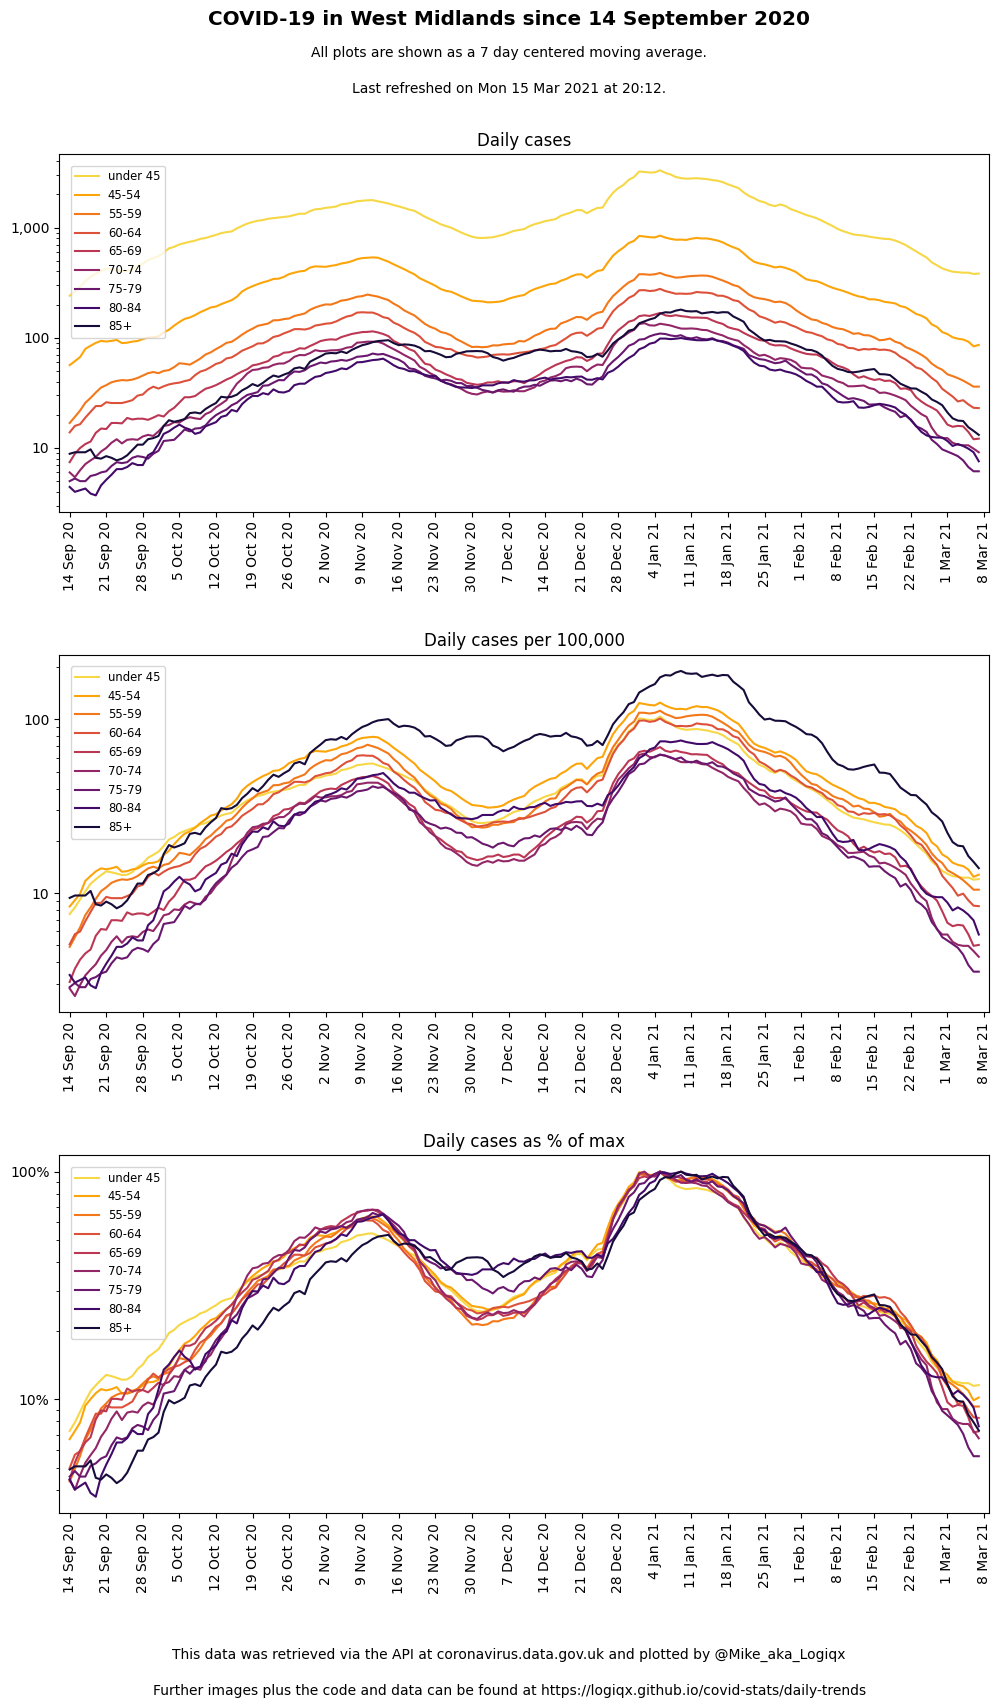 COVID-19 in West Midlands since 14 September 2020
All plots are shown as a 7 day centered moving average.
Last refreshed on Mon 15 Mar 2021 at 20:12.
Daily cases
under 45
45-54
55-59
60-64
65-69
70-74
75-79
80-84
85+
1,000
100
10
14 Sep 20
21 Sep 20
28 Sep 20
5 Oct 20
12 Oct 20
19 Oct 20
26 Oct 20
2 Nov 20
9 Nov 20
16 Nov 20
23 Nov 20
30 Nov 20
7 Dec 20
14 Dec 20
21 Dec 20
28 Dec 20
4 Jan 21
11 Jan 21
18 Jan 21
25 Jan 21
1 Feb 21
8 Feb 21
15 Feb 21
22 Feb 21
1 Mar 21
8 Mar 21
Daily cases per 100,000
under 45
45-54
55-59
60-64
65-69
70-74
75-79
80-84
85+
100
10
14 Sep 20
21 Sep 20
28 Sep 20
5 Oct 20
12 Oct 20
19 Oct 20
26 Oct 20
2 Nov 20
9 Nov 20
16 Nov 20
23 Nov 20
30 Nov 20
7 Dec 20
14 Dec 20
21 Dec 20
28 Dec 20
4 Jan 21
11 Jan 21
18 Jan 21
25 Jan 21
1 Feb 21
8 Feb 21
15 Feb 21
22 Feb 21
1 Mar 21
8 Mar 21
Daily cases as % of max
under 45
45-54
55-59
60-64
65-69
70-74
75-79
80-84
85+
100%
10%
14 Sep 20
21 Sep 20
28 Sep 20
5 Oct 20
12 Oct 20
19 Oct 20
26 Oct 20
2 Nov 20
9 Nov 20
16 Nov 20
23 Nov 20
30 Nov 20
7 Dec 20
14 Dec 20
21 Dec 20
28 Dec 20
4 Jan 21
11 Jan 21
18 Jan 21
25 Jan 21
1 Feb 21
8 Feb 21
15 Feb 21
22 Feb 21
1 Mar 21
8 Mar 21
This data was retrieved via the API at coronavirus.data.gov.uk and plotted by @Mike_aka_Logiqx
Further images plus the code and data can be found at https://logiqx.github.io/covid-stats/daily-trends